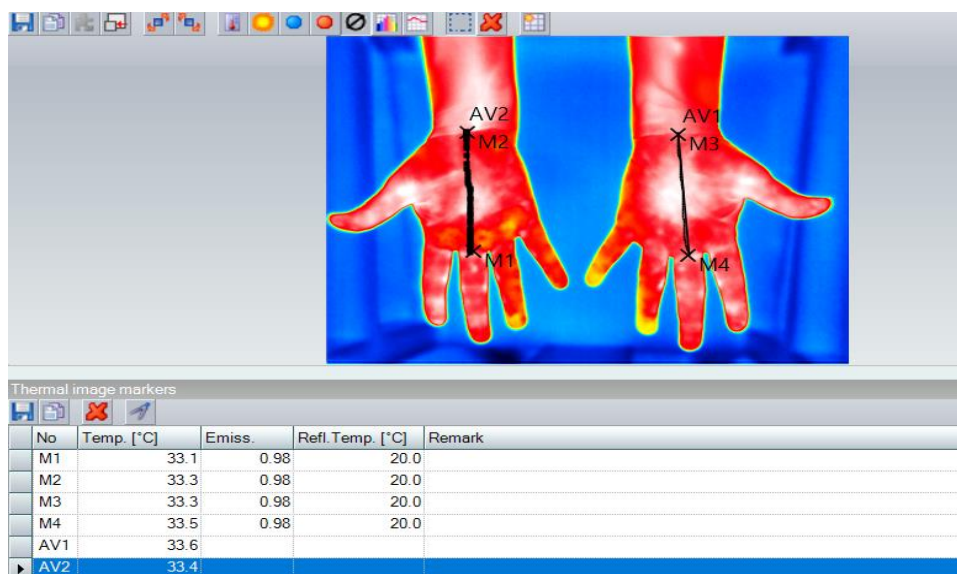 AV2
AV1
M2
M3
M1
M4
Thermal image markers
No Temp. [°C] Emiss. Refl.Temp. [°C] Remark
M1 33.1 0.98 20.0
M2 33.3 0.98 20.0
M3 33.3 0.98 20.0
M4 33.5 0.98 20.0
AV1 33.6
AV2 33.4